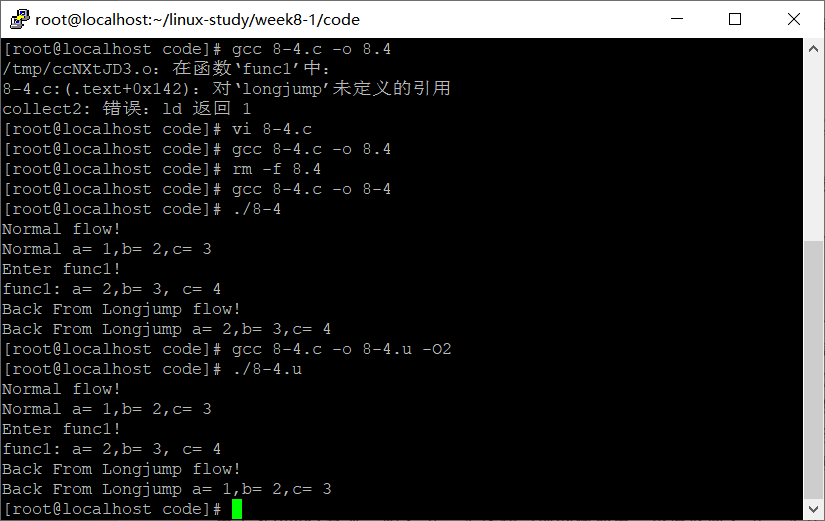 root@localhost:~/linux-study/week8-1/code
[root@localhost code]# gcc 8-4.c -o 8.4
/tmp/ccNXtJD3.o：在函数‘func1’中：
8-4.c:(.text+0x142)：对‘longjump’未定义的引用
collect2: 错误：ld 返回 1
[root@localhost code]# vi 8-4.c
[root@localhost code]# gcc 8-4.c -o 8.4
[root@localhost code]# rm -f 8.4
[root@localhost code]# gcc 8-4.c -o 8-4
[root@localhost code]# ./8-4
Normal flow!
Normal a= 1,b= 2,c= 3
Enter func1!
func1: a= 2,b= 3, c= 4
Back From Longjump flow!
Back From Longjump a= 2,b= 3,c= 4
[root@localhost code]# gcc 8-4.c -o 8-4.u -O2
[root@localhost code]# ./8-4.u
Normal flow!
Normal a= 1,b= 2,c= 3
Enter func1!
func1: a= 2,b= 3, c= 4
Back From Longjump flow!
Back From Longjump a= 1,b= 2,c= 3
[root@localhost code]#